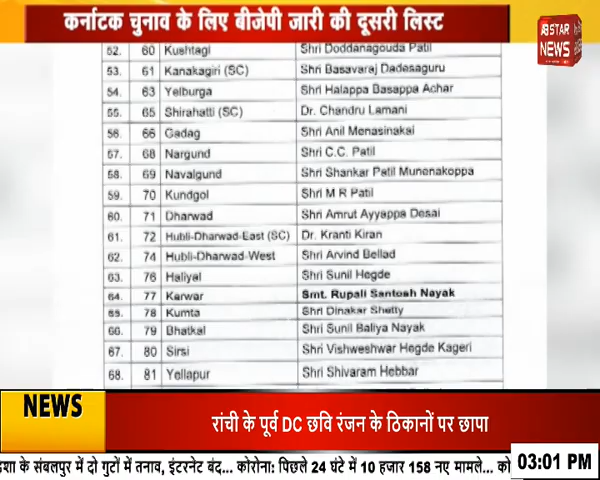 कर्नाटक चुनाव के लिए बीजेपी जारी की दूसरी लिस्ट
ABSTAR
NEWS
52. 60 Kushtagi Shri Doddanagouda Patil
53. 61 Kanakagiri (SC) Shri Basavaraj Dadesaguru
54. 63 Yelburga Shri Halappa Basappa Achar
55. 65 Shirahatti (SC) Dr. Chandru Lamani
56. 66 Gadag Shri Anil Menasinakai
57. 68 Nargund Shri C.C. Patil
58. 69 Navalgund Shri Shankar Patil Munenakoppa
59. 70 Kundgol Shri M R Patil
60. 71 Dharwad Shri Amrut Ayyappa Desai
61. 72 Hubli-Dharwad-East (SC) Dr. Kranti Kiran
62. 74 Hubli-Dharwad-West Shri Arvind Bellad
63. 76 Haliyal Shri Sunil Hegde
64. 77 Karwar Smt. Rupali Santosh Nayak
65. 78 Kumta Shri Dinakar Shetty
66. 79 Bhatkal Shri Sunil Baliya Nayak
67. 80 Sirsi Shri Vishweshwar Hegde Kageri
68. 81 Yellapur Shri Shivaram Hebbar
NEWS
रांची के पूर्व DC छवि रंजन के ठिकानों पर छापा
के संबलपुर में दो गुटों में तनाव, इंटरनेट बंद... कोरोना: पिछले 24 घंटे में 10 हजार 158 नए मामले...
03:01 PM